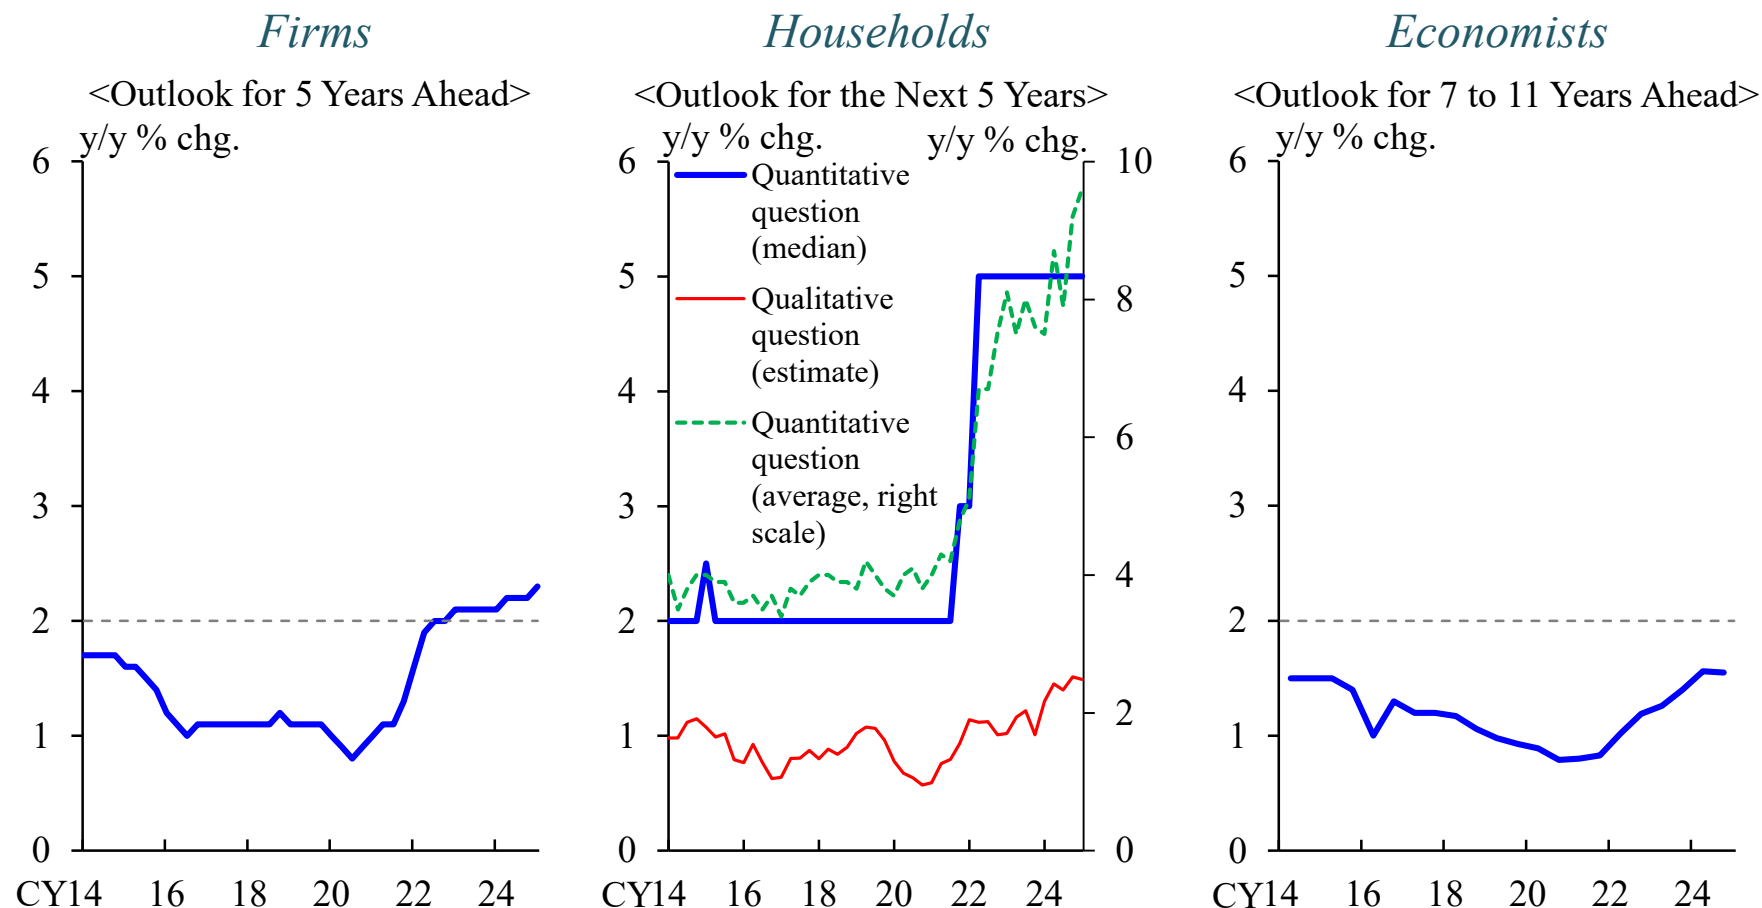 Firms
<Outlook for 5 Years Ahead>
y/y % chg.
6
5
4
3
2
1
0
CY14 16 18 20 22 24
Households
<Outlook for the Next 5 Years>
y/y % chg. y/y % chg.
6
5
4
3
2
1
0
10
8
6
4
2
0
Quantitative
question
(median)
Qualitative
question
(estimate)
Quantitative
question
(average, right
scale)
CY14 16 18 20 22 24
Economists
<Outlook for 7 to 11 Years Ahead>
y/y % chg.
6
5
4
3
2
1
0
CY14 16 18 20 22 24